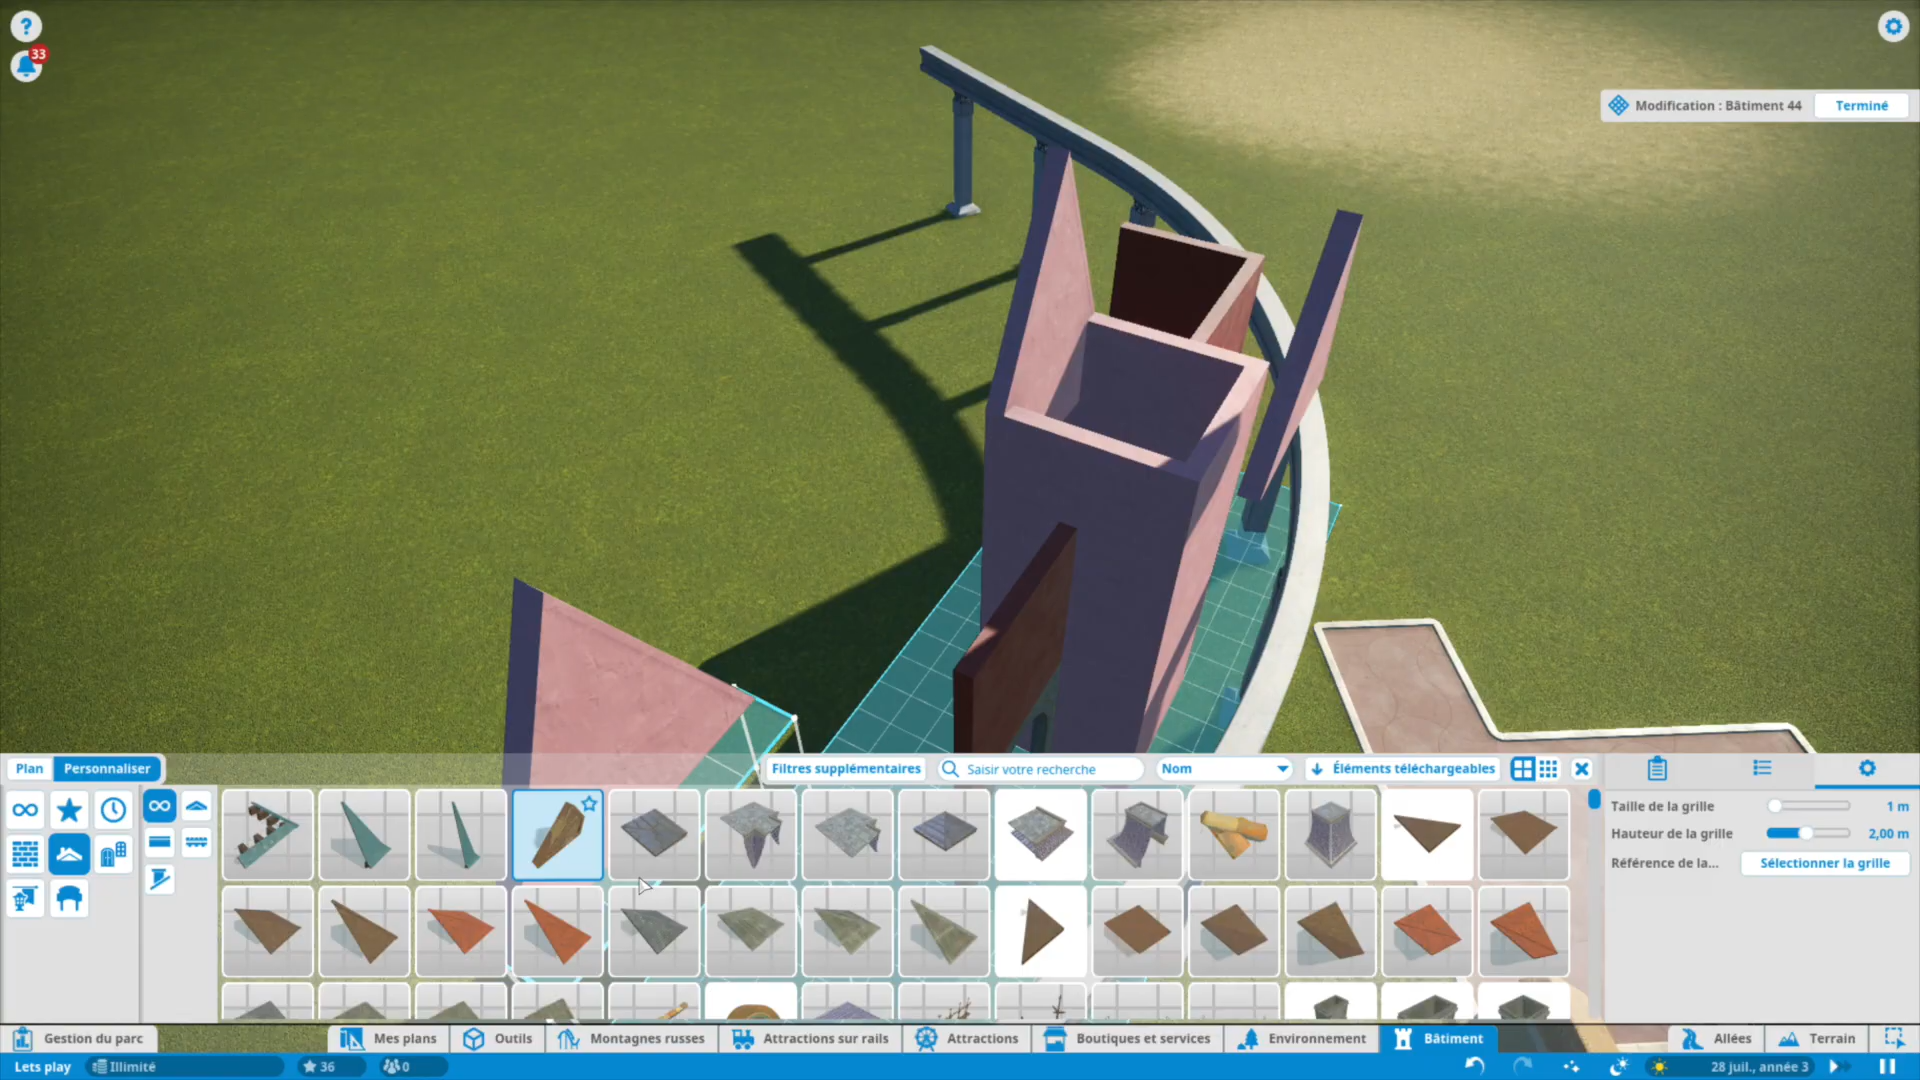 ?
33
Modification : Bâtiment 44
Terminé
Plan
Personnaliser
Filtres supplémentaires
Saisir votre recherche
Nom
Éléments téléchargeables
Taille de la grille
1 m
Hauteur de la grille
2,00 m
Référence de la...
Sélectionner la grille
Gestion du parc
Mes plans
Outils
Montagnes russes
Attractions sur rails
Attractions
Boutiques et services
Environnement
Bâtiment
Allées
Terrain
Lets play
Illimité
36
0
28 juil., année 3